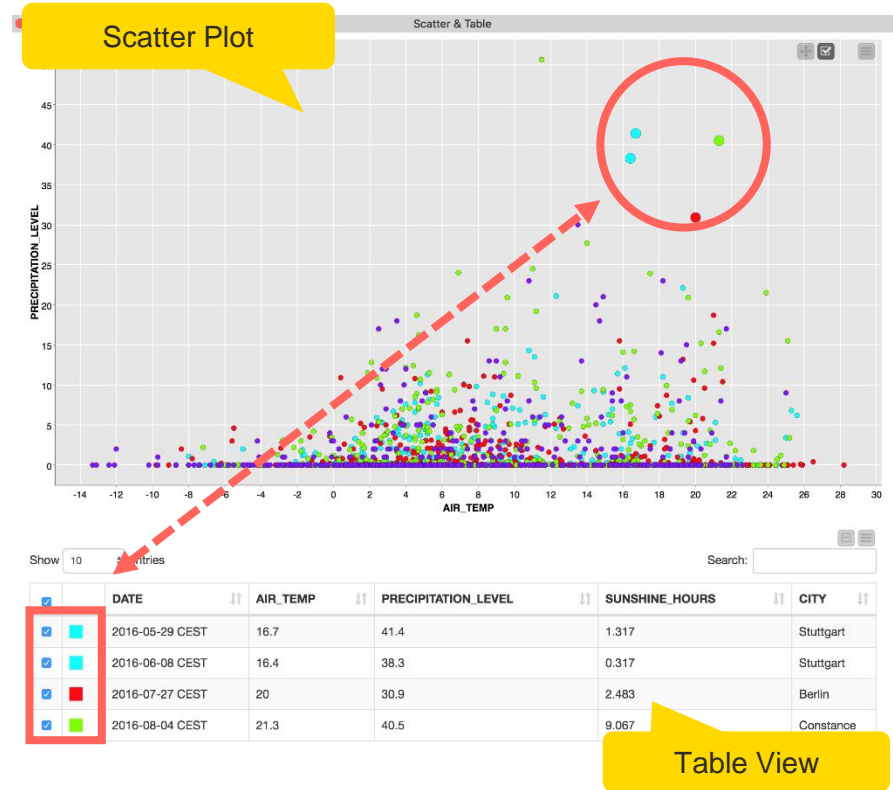 Scatter & Table
Scatter Plot
PRECIPITATION_LEVEL
45
40
35
30
25
20
15
10
5
0
-14 -12 -10 -8 -6 -4 -2 0 2 4 6 8 10 12 14 16 18 20 22 24 26 28 30
AIR_TEMP
Show 10 entries Search:
DATE AIR_TEMP PRECIPITATION_LEVEL SUNSHINE_HOURS CITY
2016-05-29 CEST 16.7 41.4 1.317 Stuttgart
2016-06-08 CEST 16.4 38.3 0.317 Stuttgart
2016-07-27 CEST 20 30.9 2.483 Berlin
2016-08-04 CEST 21.3 40.5 9.067 Constance
Table View